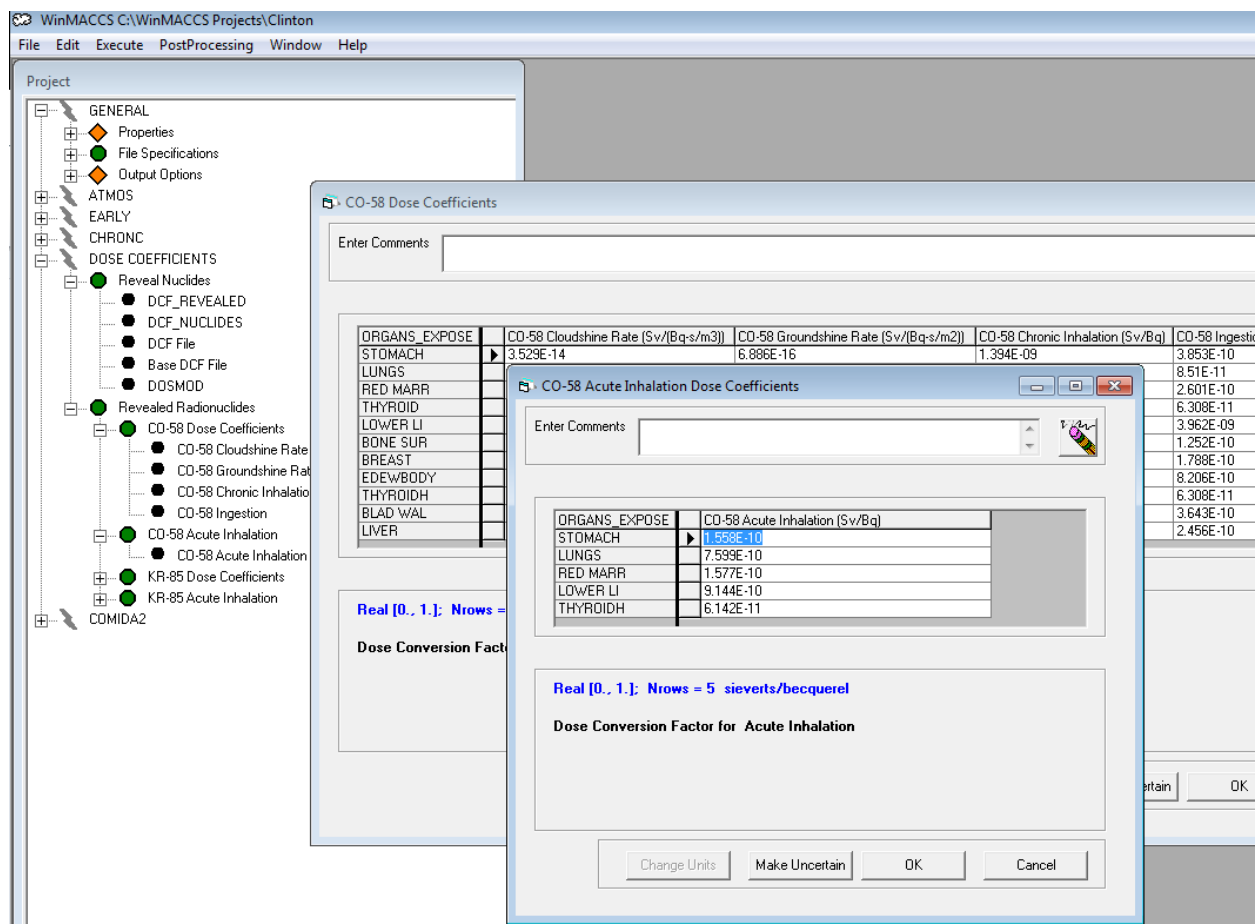 WinMACCS C:\WinMACCS Projects\Clinton
File Edit Execute PostProcessing Window Help
Project
GENERAL
Properties
File Specifications
Output Options
ATMOS
EARLY
CHRONC
DOSE COEFFICIENTS
Reveal Nuclides
DCF_REVEALED
DCF_NUCLIDES
DCF File
Base DCF File
DOSMOD
Revealed Radionuclides
CO-58 Dose Coefficients
CO-58 Cloudshine Rate
CO-58 Groundshine Rat
CO-58 Chronic Inhalatio
CO-58 Ingestion
CO-58 Acute Inhalation
CO-58 Acute Inhalation
KR-85 Dose Coefficients
KR-85 Acute Inhalation
COMIDA2
CO-58 Dose Coefficients
Enter Comments
ORGANS_EXPOSE CO-58 Cloudshine Rate (Sv/(Bq-s/m3)) CO-58 Groundshine Rate (Sv/(Bq-s/m2)) CO-58 Chronic Inhalation (Sv/Bq) CO-58 Ingestio
STOMACH 3.529E-14 6.886E-16 1.394E-09 3.853E-10
LUNGS 8.51E-11
RED MARR 2.601E-10
THYROID 6.308E-11
LOWER LI 3.962E-09
BONE SUR 1.252E-10
BREAST 1.788E-10
EDEWBODY 8.206E-10
THYROIDH 6.308E-11
BLAD WAL 3.643E-10
LIVER 2.456E-10
Real [0., 1.]; Nrows =
Dose Conversion Facto
ertain OK
CO-58 Acute Inhalation Dose Coefficients
Enter Comments
ORGANS_EXPOSE CO-58 Acute Inhalation (Sv/Bq)
STOMACH 1.558E-10
LUNGS 7.599E-10
RED MARR 1.577E-10
LOWER LI 9.144E-10
THYROIDH 6.142E-11
Real [0., 1.]; Nrows = 5 sieverts/becquerel
Dose Conversion Factor for Acute Inhalation
Change Units Make Uncertain OK Cancel